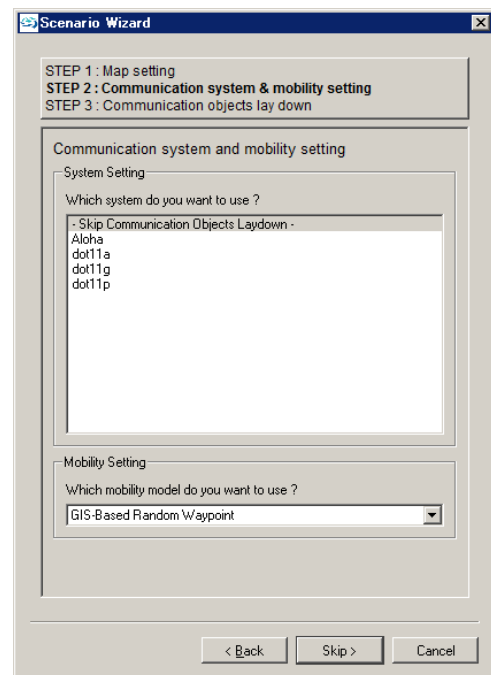 Scenario Wizard
STEP 1 : Map setting
STEP 2 : Communication system & mobility setting
STEP 3 : Communication objects lay down
Communication system and mobility setting
System Setting
Which system do you want to use ?
- Skip Communication Objects Laydown -
Aloha
dot11a
dot11g
dot11p
Mobility Setting
Which mobility model do you want to use ?
GIS-Based Random Waypoint
< Back
Skip >
Cancel